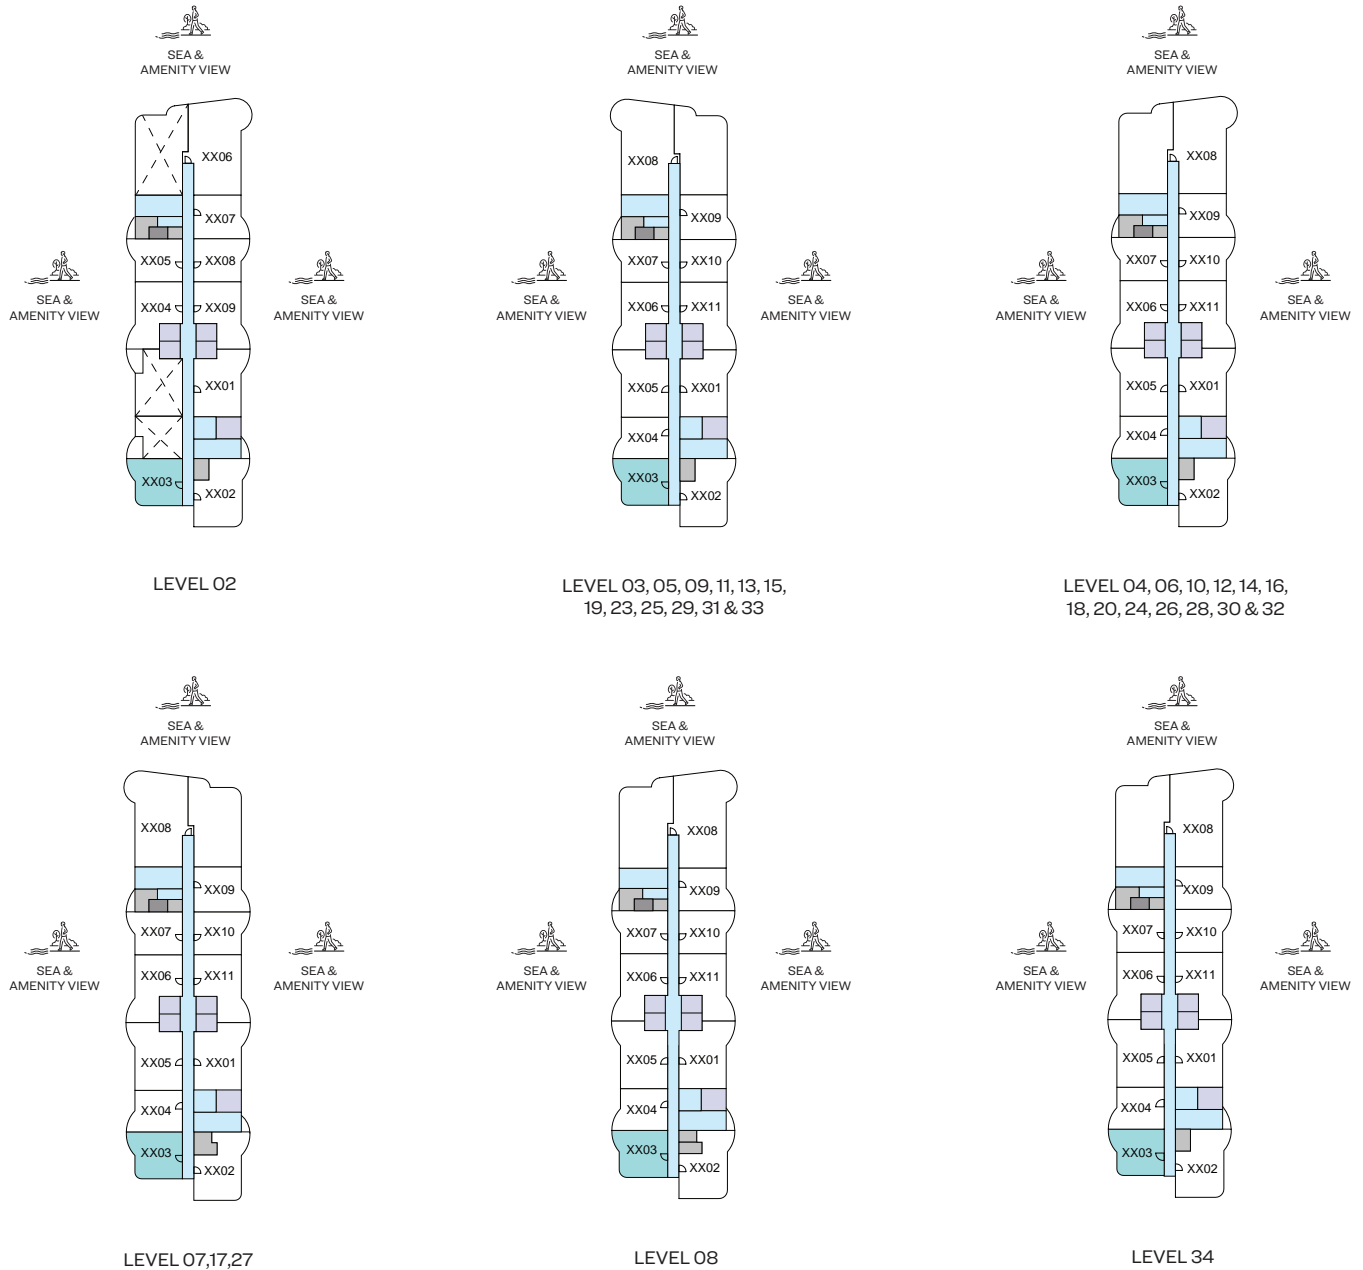 SEA &
AMENITY VIEW
XX06
XX07
XX05
XX08
XX04
XX09
XX01
XX03
XX02
SEA &
AMENITY VIEW
SEA &
AMENITY VIEW
LEVEL 02
SEA &
AMENITY VIEW
XX08
XX09
XX07
XX10
XX06
XX11
XX05
XX01
XX04
XX03
XX02
SEA &
AMENITY VIEW
SEA &
AMENITY VIEW
LEVEL 03, 05, 09, 11, 13, 15,
19, 23, 25, 29, 31 & 33
SEA &
AMENITY VIEW
XX08
XX09
XX07
XX10
XX06
XX11
XX05
XX01
XX04
XX03
XX02
SEA &
AMENITY VIEW
SEA &
AMENITY VIEW
LEVEL 04, 06, 10, 12, 14, 16,
18, 20, 24, 26, 28, 30 & 32
SEA &
AMENITY VIEW
XX08
XX09
XX07
XX10
XX06
XX11
XX05
XX01
XX04
XX03
XX02
SEA &
AMENITY VIEW
SEA &
AMENITY VIEW
LEVEL 07,17,27
SEA &
AMENITY VIEW
XX08
XX09
XX07
XX10
XX06
XX11
XX05
XX01
XX04
XX03
XX02
SEA &
AMENITY VIEW
SEA &
AMENITY VIEW
LEVEL 08
SEA &
AMENITY VIEW
XX08
XX09
XX07
XX10
XX06
XX11
XX05
XX01
XX04
XX03
XX02
SEA &
AMENITY VIEW
SEA &
AMENITY VIEW
LEVEL 34